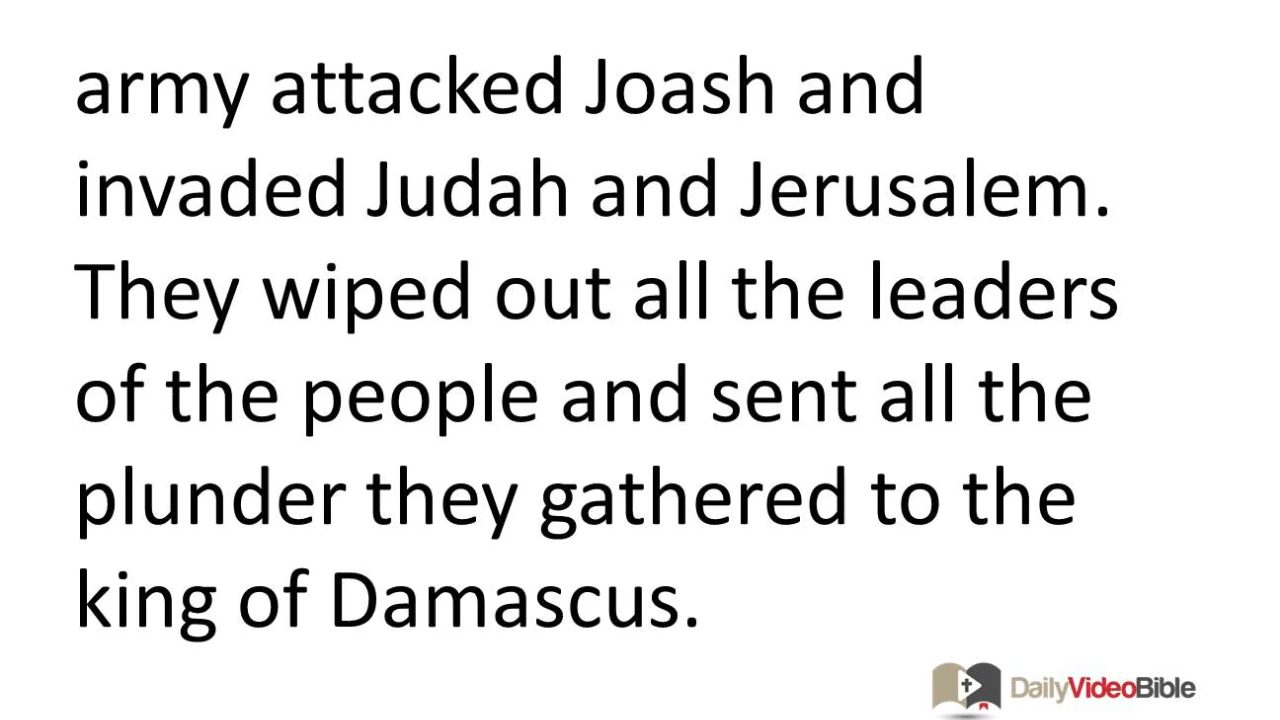 army attacked Joash and
invaded Judah and Jerusalem.
They wiped out all the leaders
of the people and sent all the
plunder they gathered to the
king of Damascus.
DailyVideoBible